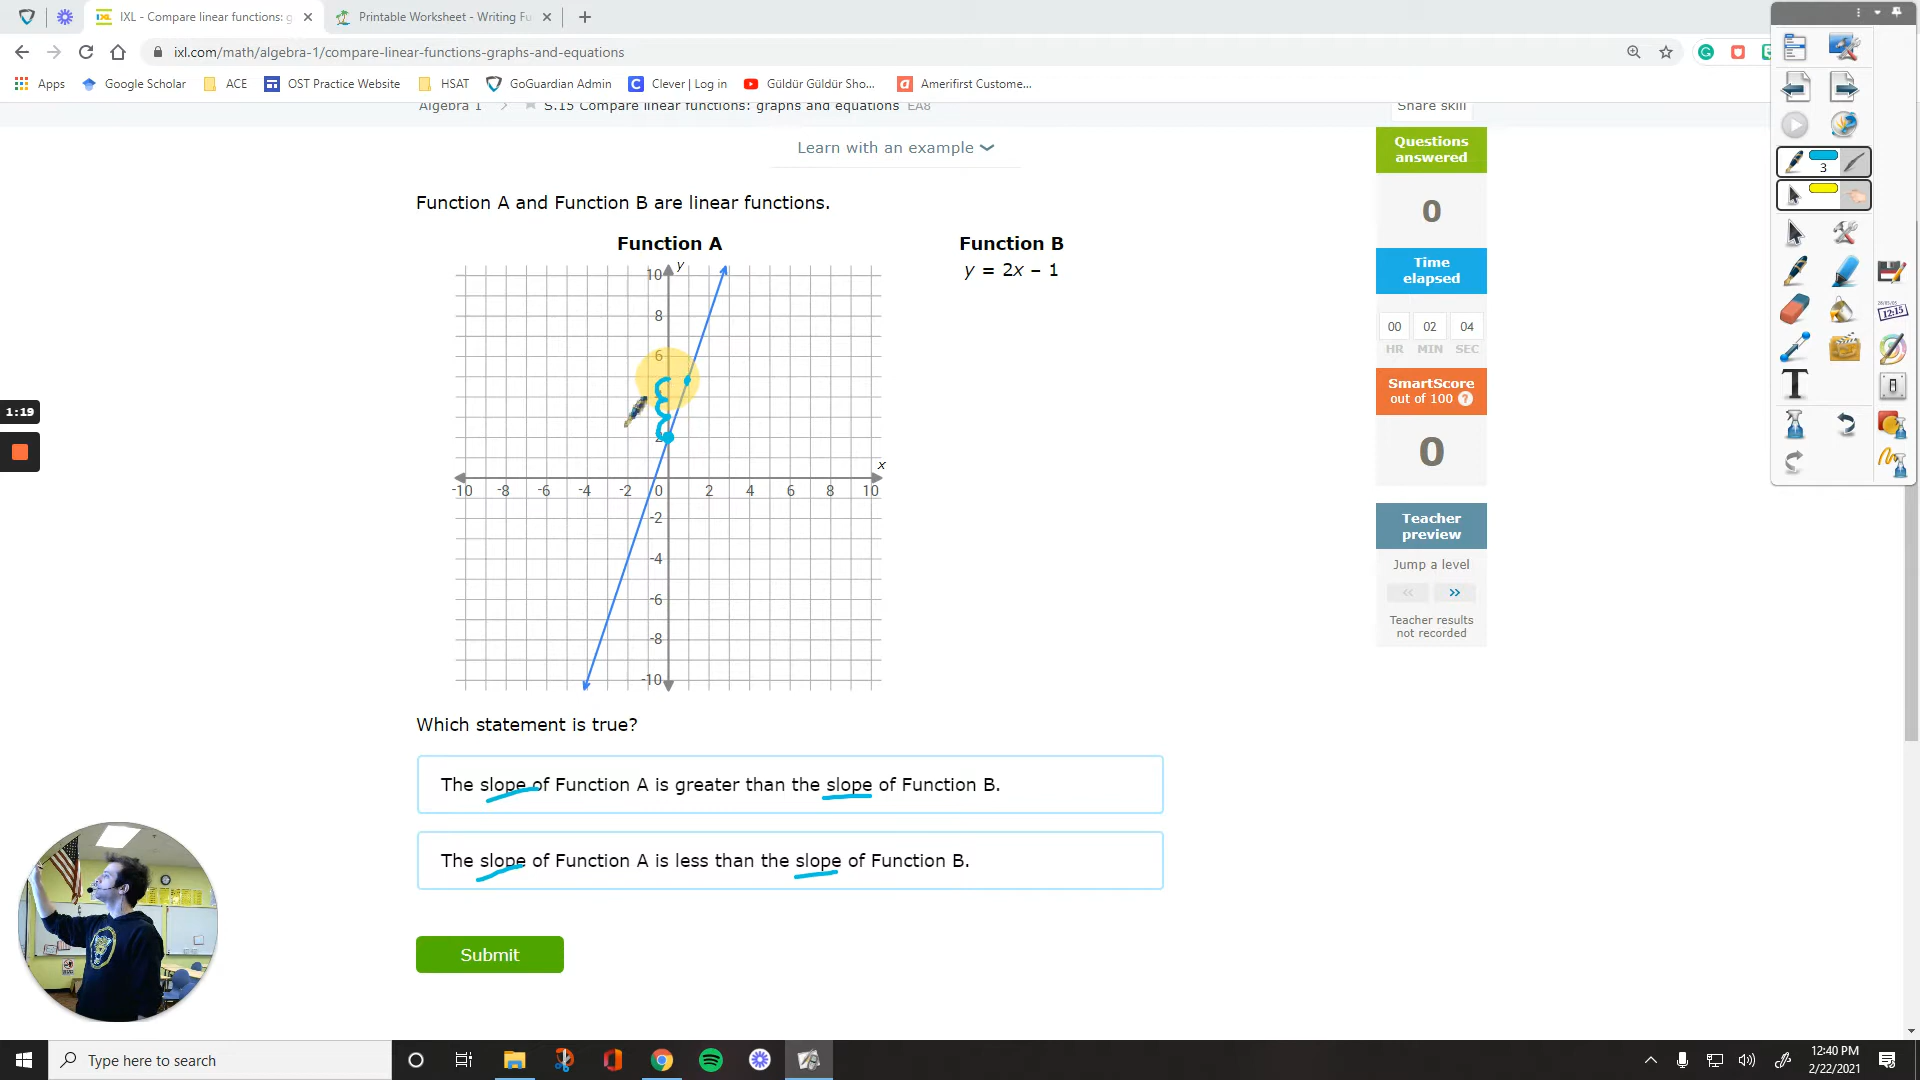 IXL - Compare linear functions: g
Printable Worksheet - Writing Fu
ixl.com/math/algebra-1/compare-linear-functions-graphs-and-equations
Apps
Google Scholar
ACE
OST Practice Website
HSAT
GoGuardian Admin
Clever | Log in
Güldür Güldür Sho...
Amerifirst Custome...
Algebra 1 > S.15 Compare linear functions: graphs and equations EA8
Share skill
Learn with an example
Function A and Function B are linear functions.
Function A
Function B
y = 2x – 1
y
10
8
6
2
x
-10 -8 -6 -4 -2 0 2 4 6 8 10
-2
-4
-6
-8
-10
Which statement is true?
The slope of Function A is greater than the slope of Function B.
The slope of Function A is less than the slope of Function B.
Submit
Questions
answered
0
Time
elapsed
00 02 04
HR MIN SEC
SmartScore
out of 100 ?
0
Teacher
preview
Jump a level
<< >>
Teacher results
not recorded
3
12:15
T
1:19
Type here to search
12:40 PM
2/22/2021